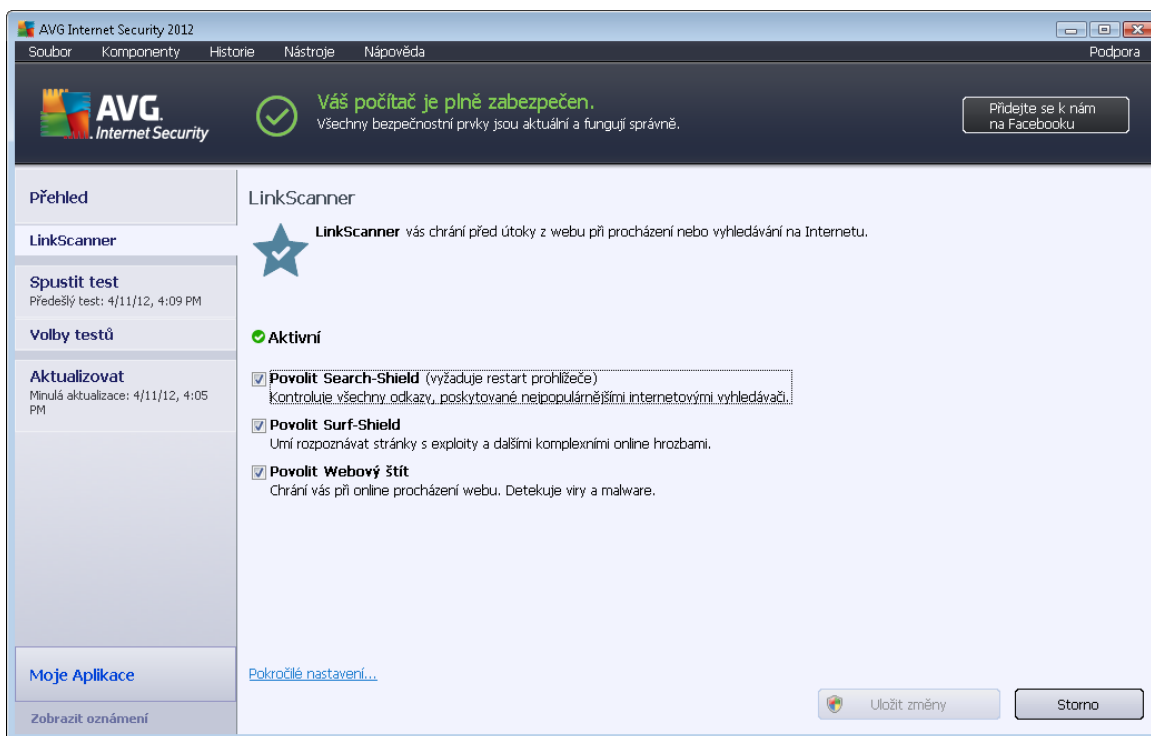 AVG Internet Security 2012
Soubor Komponenty Historie Nástroje Nápověda Podpora
AVG.
Internet Security
Váš počítač je plně zabezpečen.
Všechny bezpečnostní prvky jsou aktuální a fungují správně.
Přidejte se k nám
na Facebooku
Přehled
LinkScanner
Spustit test
Předešlý test: 4/11/12, 4:09 PM
Volby testů
Aktualizovat
Minulá aktualizace: 4/11/12, 4:05
PM
Moje Aplikace
Zobrazit oznámení
LinkScanner
LinkScanner vás chrání před útoky z webu při procházení nebo vyhledávání na Internetu.
Aktivní
Povolit Search-Shield (vyžaduje restart prohlížeče)
Kontroluje všechny odkazy, poskytované nejpopulárnějšími internetovými vyhledávači.
Povolit Surf-Shield
Umí rozpoznávat stránky s exploity a dalšími komplexními online hrozbami.
Povolit Webový štít
Chrání vás při online procházení webu. Detekuje viry a malware.
Pokročilé nastavení...
Uložit změny
Storno